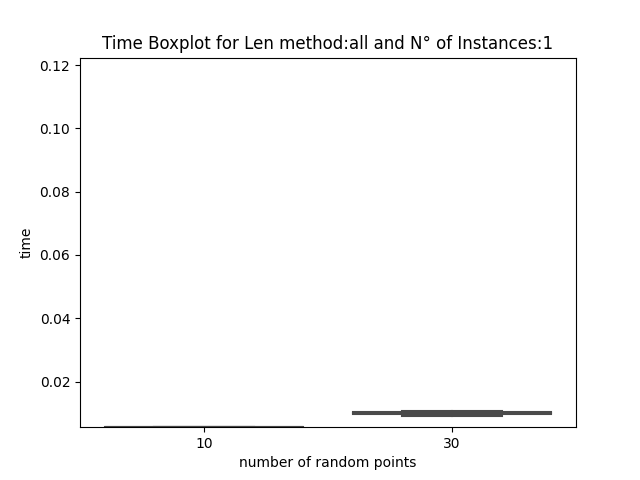 Time Boxplot for Len method:all and N° of Instances:1
0.12
0.10
0.08
0.06
0.04
0.02
time
10 30
number of random points